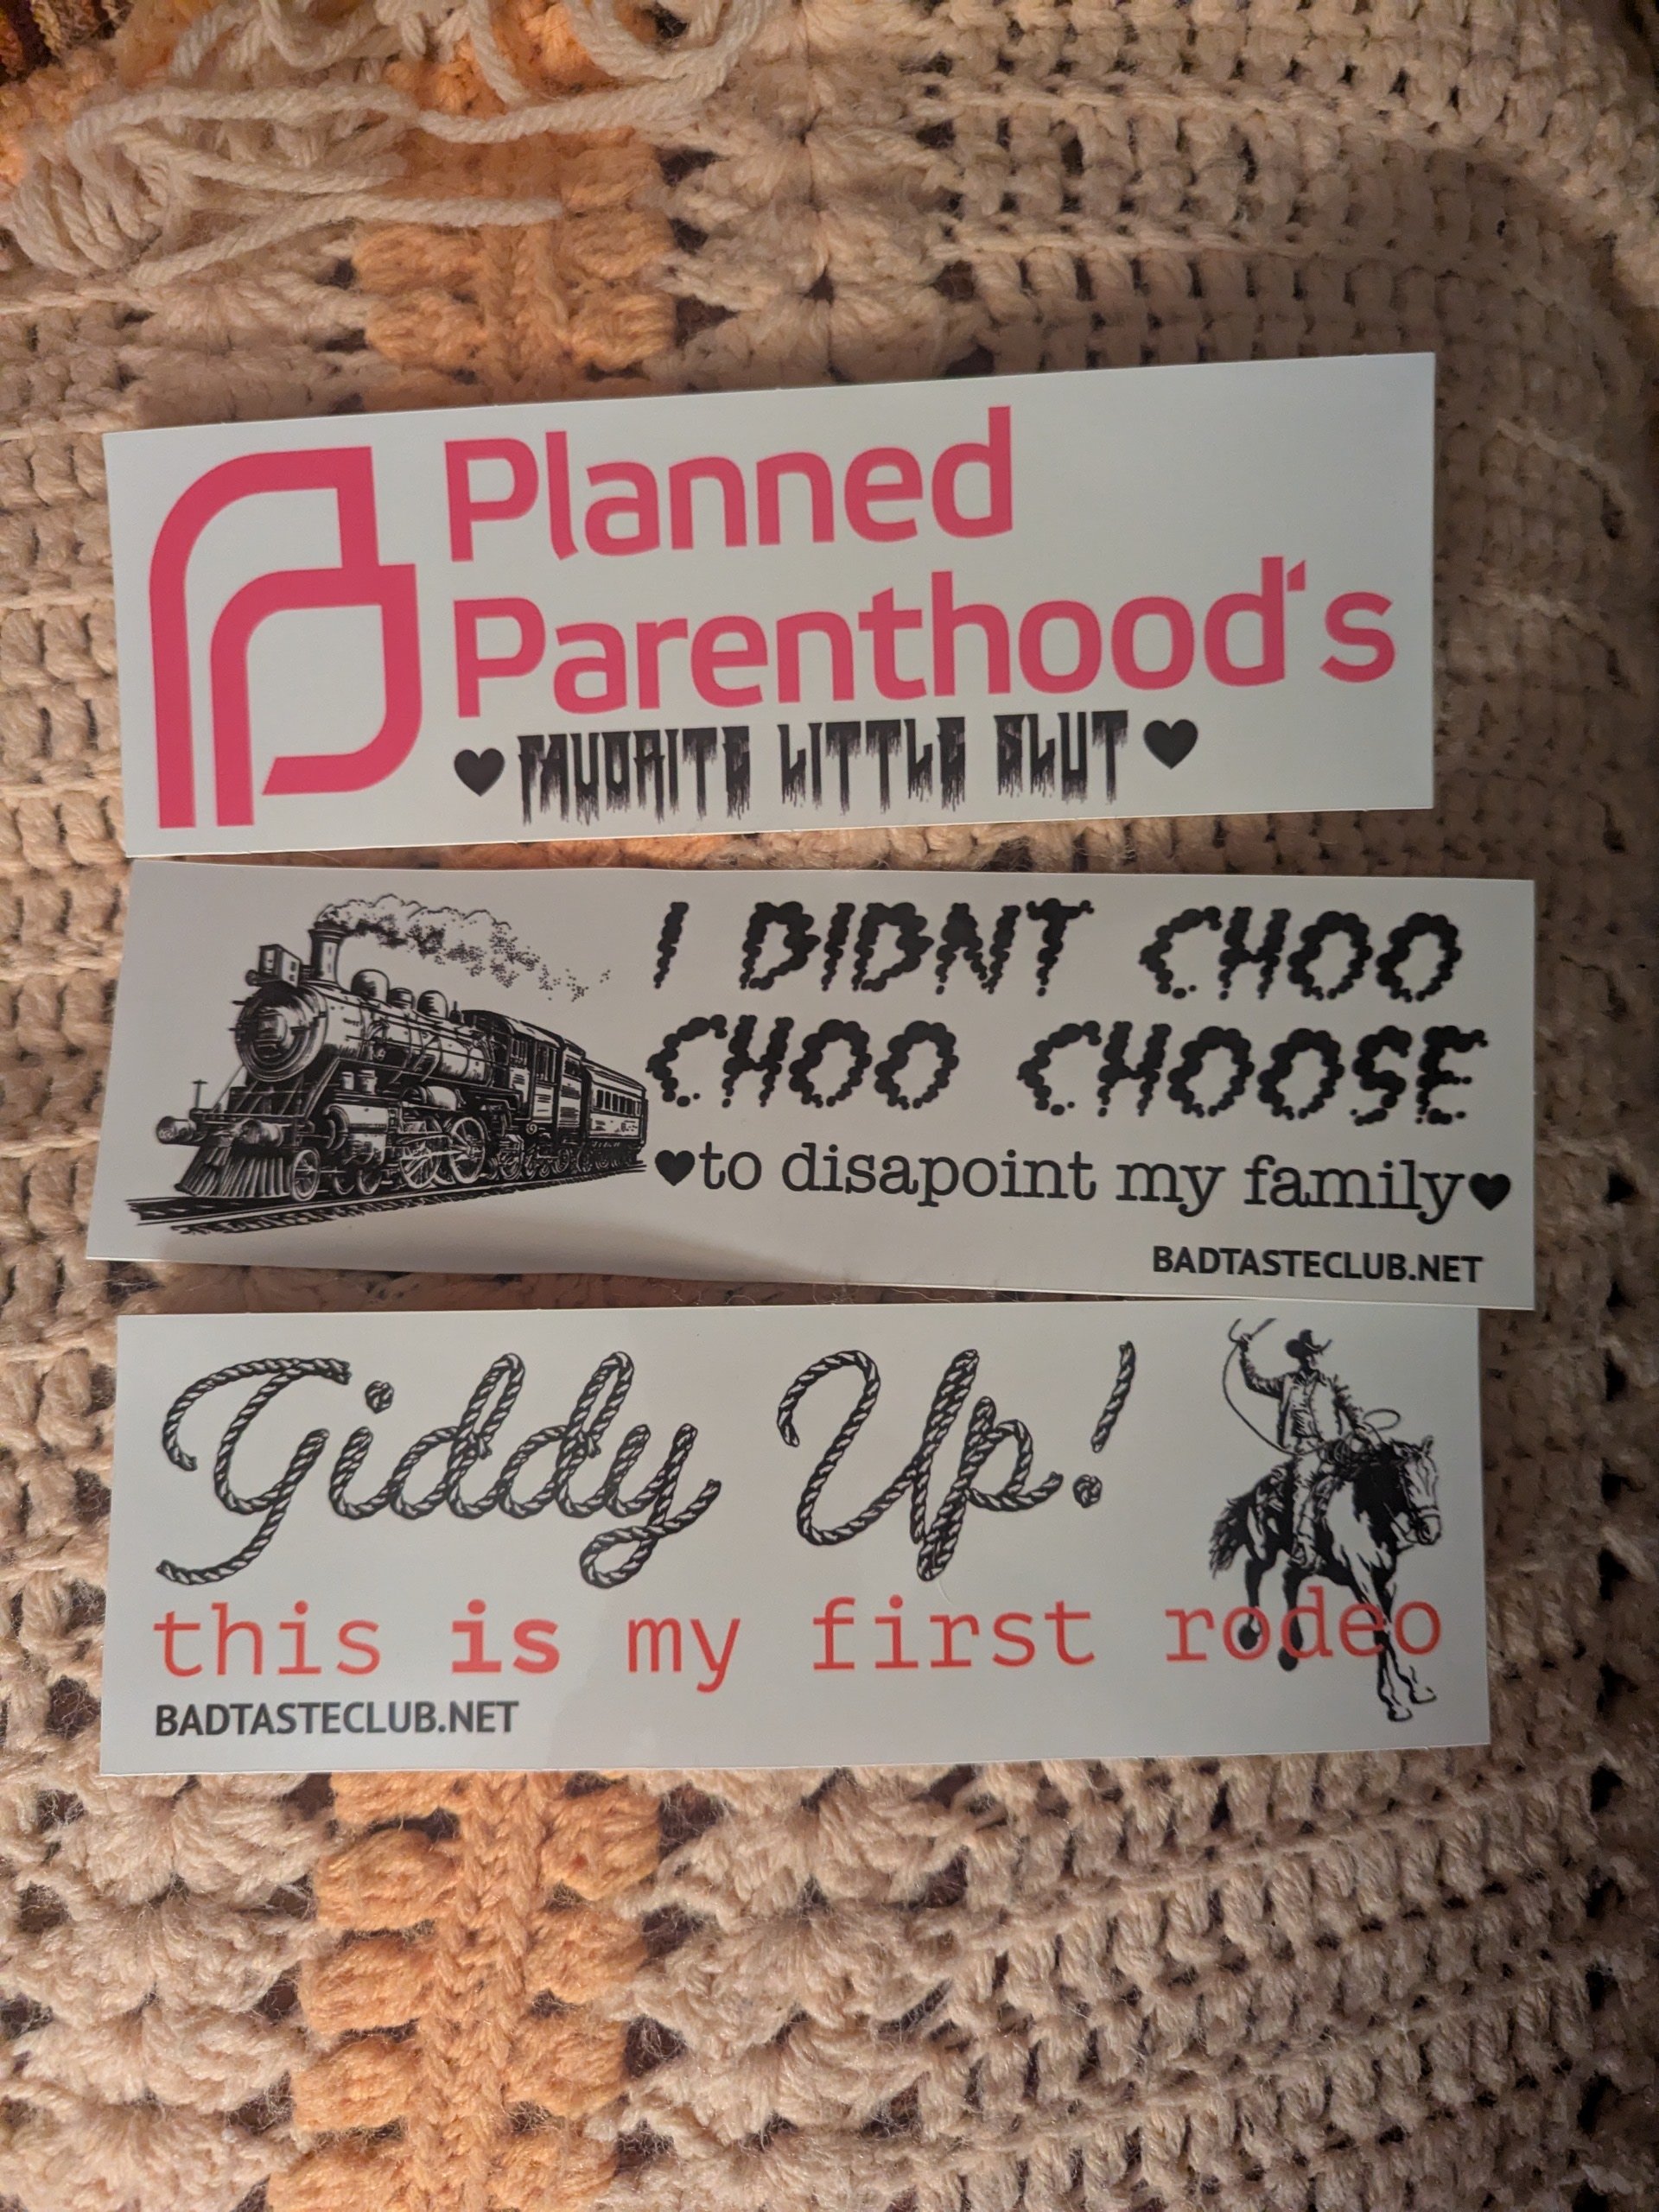 Planned
Parenthood's
♥FAVORITE LITTLE SLUT♥
I DIDNT CHOO
CHOO CHOOSE
♥to disapoint my family♥
BADTASTECLUB.NET
Giddy Up!
this is my first rodeo
BADTASTECLUB.NET